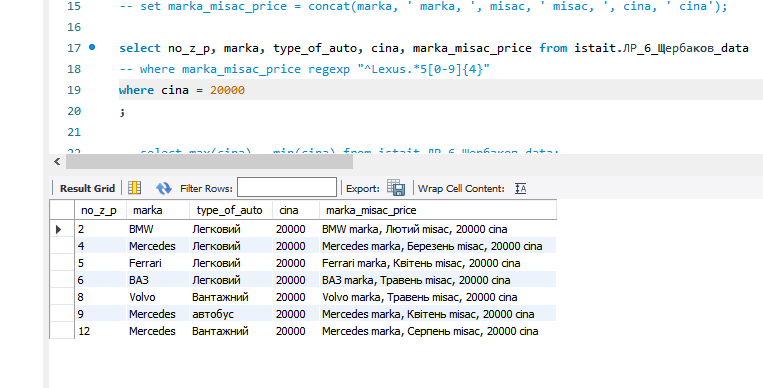 15 -- set marka_misac_price = concat(marka, ' marka, ', misac, ' misac, ', cina, ' cina');
16
17 select no_z_p, marka, type_of_auto, cina, marka_misac_price from istait.ЛР_6_Щербаков_data
18 -- where marka_misac_price regexp "^Lexus.*5[0-9]{4}"
19 where cina = 20000
20 ;
21
Result Grid Filter Rows: Export: Wrap Cell Content:
no_z_p marka type_of_auto cina marka_misac_price
2 BMW Легковий 20000 BMW marka, Лютий misac, 20000 cina
4 Mercedes Легковий 20000 Mercedes marka, Березень misac, 20000 cina
5 Ferrari Легковий 20000 Ferrari marka, Квітень misac, 20000 cina
6 ВАЗ Легковий 20000 ВАЗ marka, Травень misac, 20000 cina
8 Volvo Вантажний 20000 Volvo marka, Травень misac, 20000 cina
9 Mercedes автобус 20000 Mercedes marka, Квітень misac, 20000 cina
12 Mercedes Вантажний 20000 Mercedes marka, Серпень misac, 20000 cina